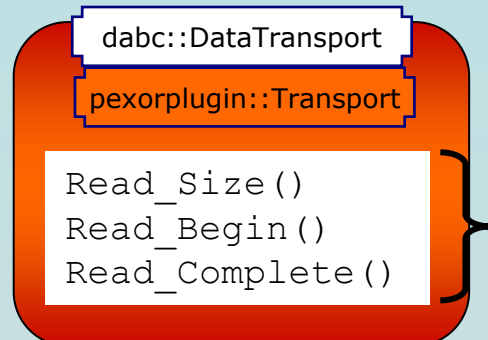 dabc::DataTransport
pexorplugin::Transport
Read_Size()
Read_Begin()
Read_Complete()